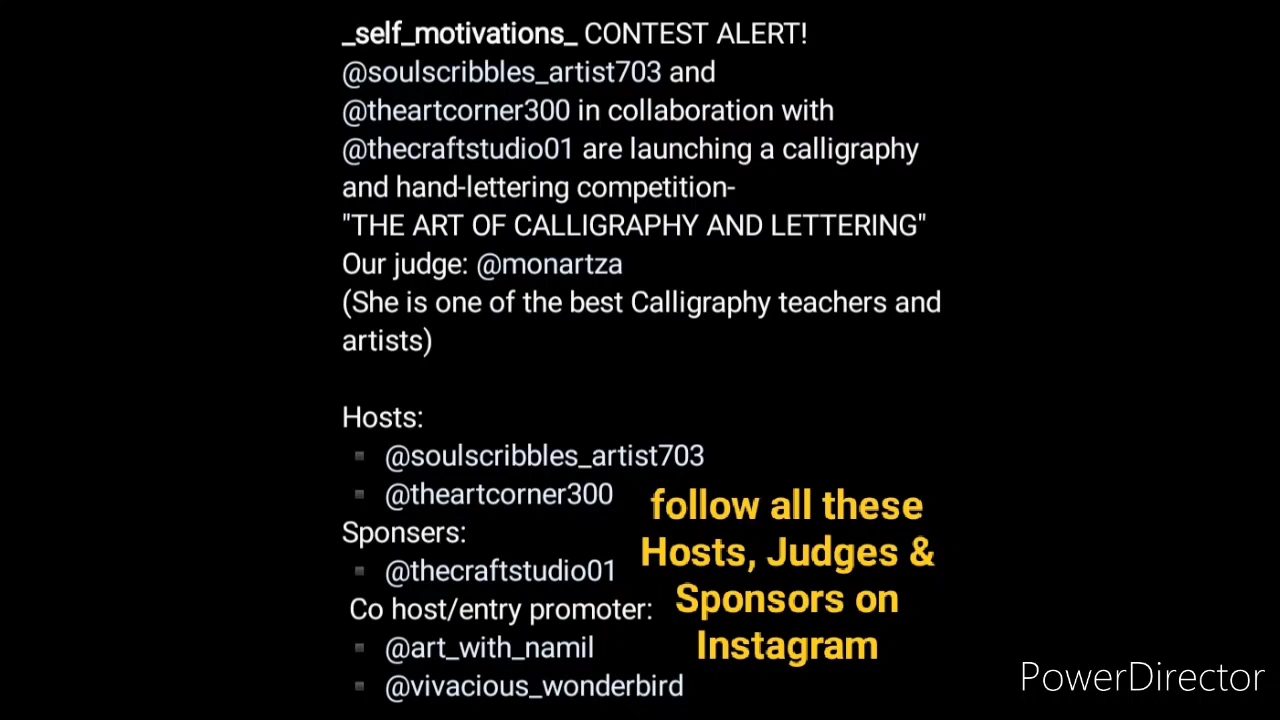 _self_motivations_ CONTEST ALERT!
@soulscribbles_artist703 and
@theartcorner300 in collaboration with
@thecraftstudio01 are launching a calligraphy
and hand-lettering competition-
"THE ART OF CALLIGRAPHY AND LETTERING"
Our judge: @monartza
(She is one of the best Calligraphy teachers and
artists)
Hosts:
▪ @soulscribbles_artist703
▪ @theartcorner300
Sponsers:
▪ @thecraftstudio01
Co host/entry promoter:
▪ @art_with_namil
▪ @vivacious_wonderbird
follow all these
Hosts, Judges &
Sponsors on
Instagram
PowerDirector